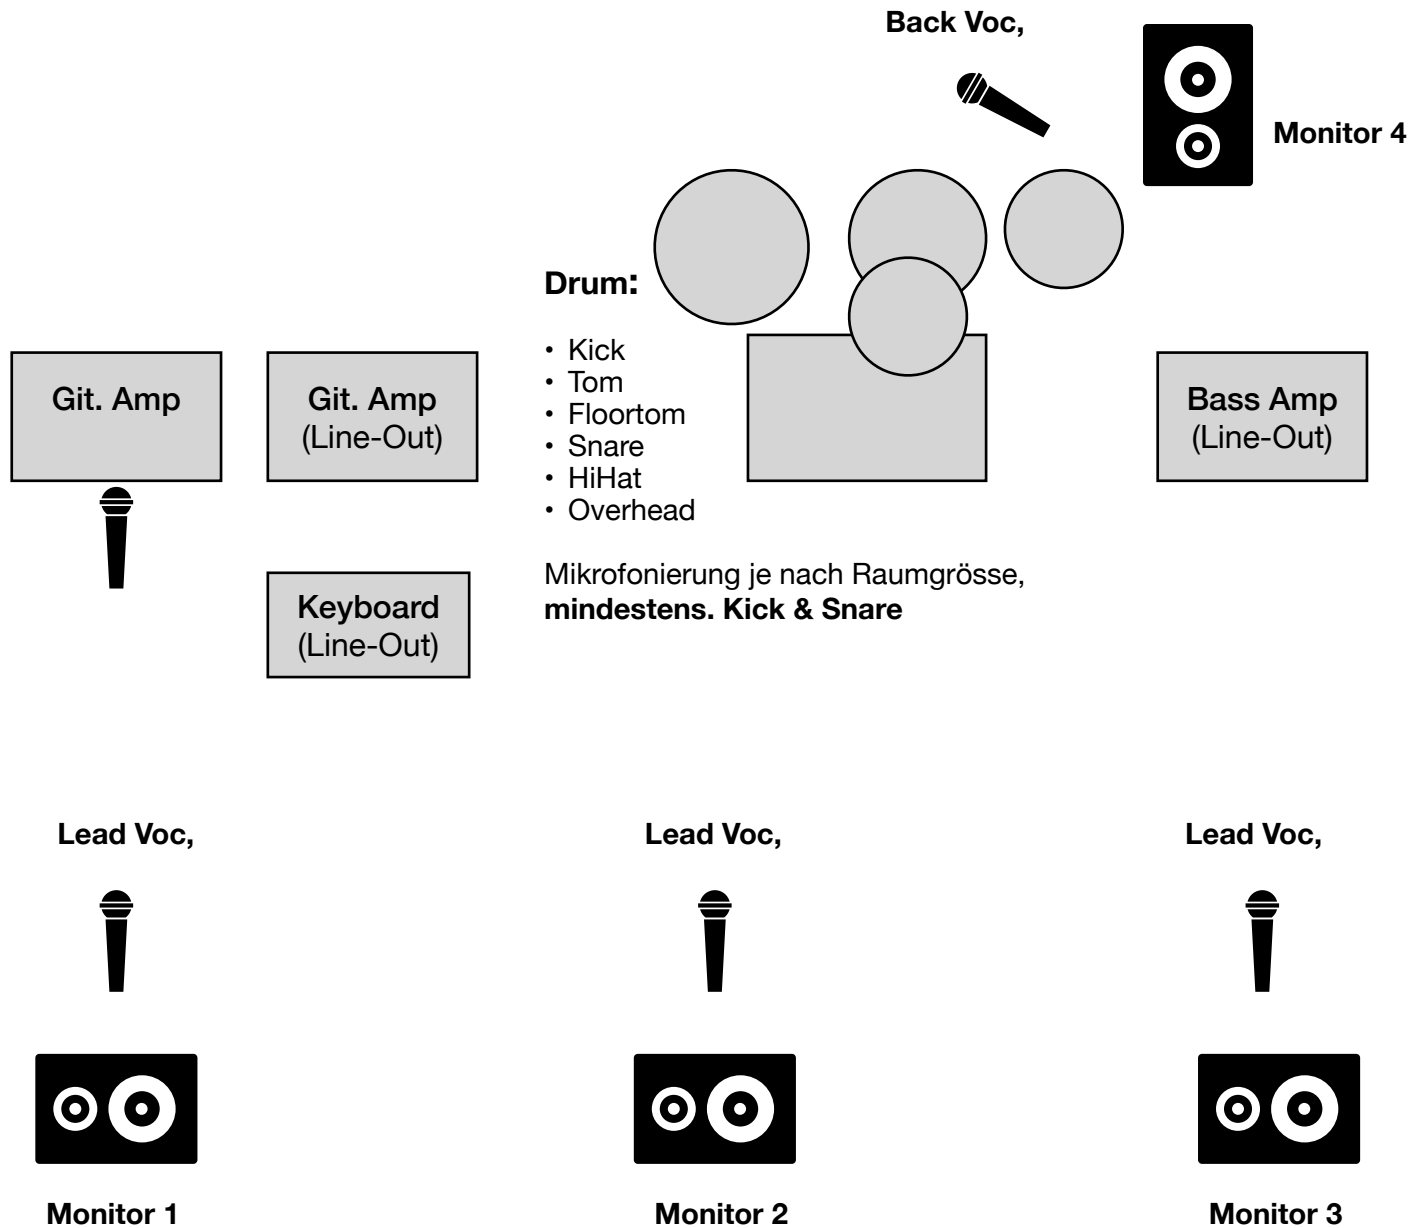 Back Voc,
Monitor 4
Drum:
• Kick
• Tom
• Floortom
• Snare
• HiHat
• Overhead
Git. Amp
Git. Amp
(Line-Out)
Bass Amp
(Line-Out)
Mikrofonierung je nach Raumgrösse,
mindestens. Kick & Snare
Keyboard
(Line-Out)
Lead Voc,
Lead Voc,
Lead Voc,
Monitor 1
Monitor 2
Monitor 3